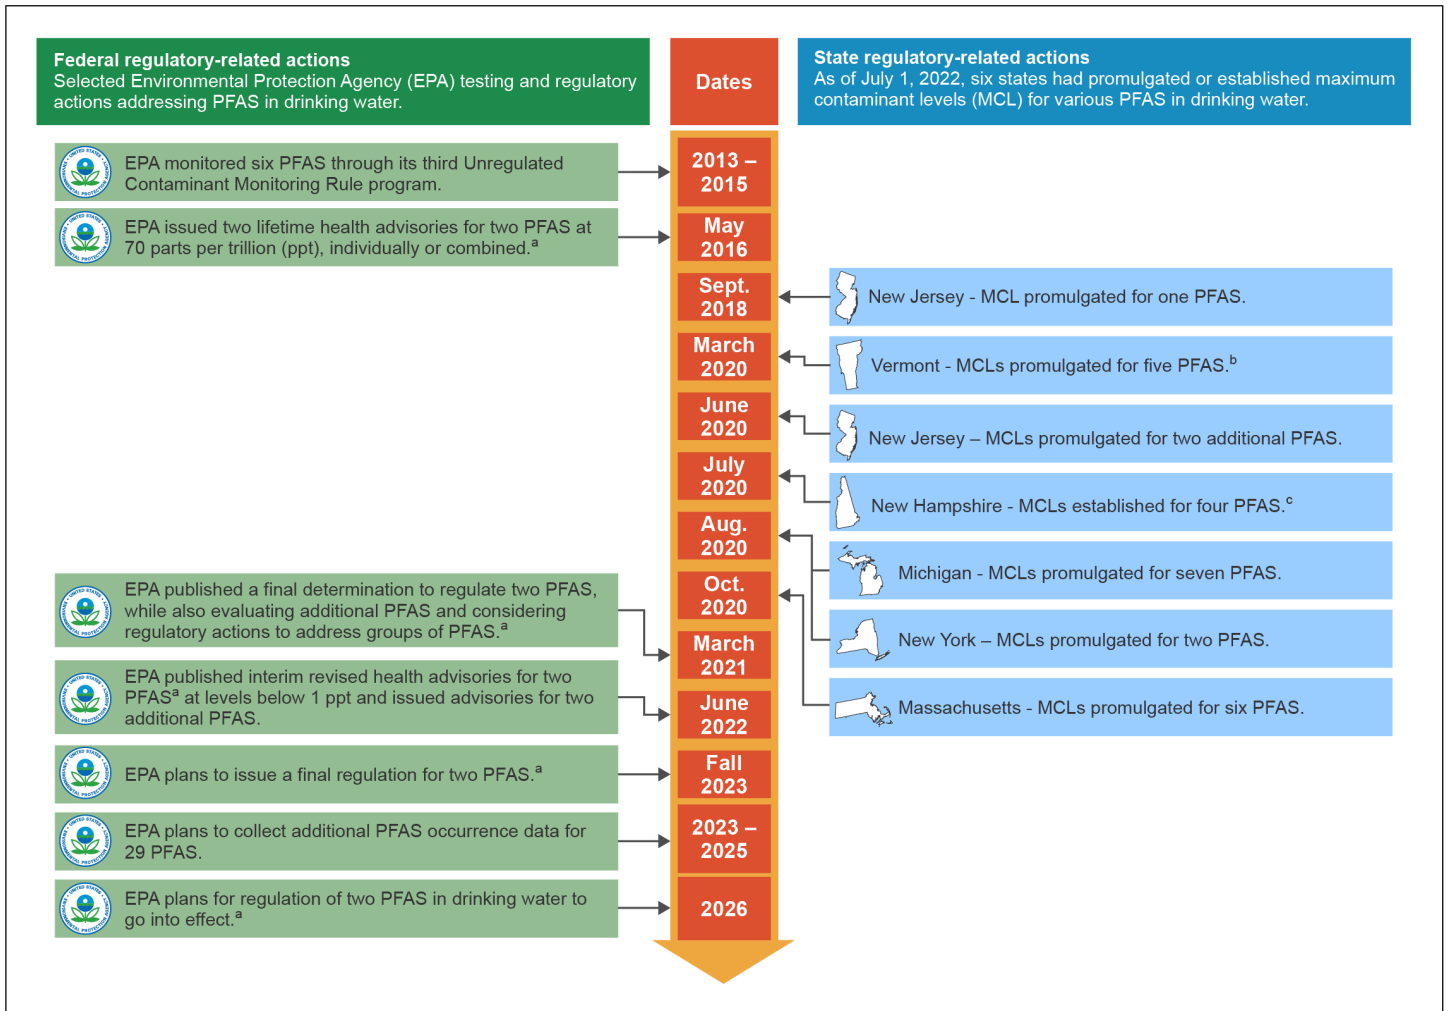 Federal regulatory-related actions
Selected Environmental Protection Agency (EPA) testing and regulatory
actions addressing PFAS in drinking water.
Dates
State regulatory-related actions
As of July 1, 2022, six states had promulgated or established maximum
contaminant levels (MCL) for various PFAS in drinking water.
EPA monitored six PFAS through its third Unregulated
Contaminant Monitoring Rule program.
2013 –
2015
EPA issued two lifetime health advisories for two PFAS at
70 parts per trillion (ppt), individually or combined.a
May
2016
Sept.
2018
New Jersey - MCL promulgated for one PFAS.
March
2020
Vermont - MCLs promulgated for five PFAS.b
June
2020
New Jersey – MCLs promulgated for two additional PFAS.
July
2020
New Hampshire - MCLs established for four PFAS.c
Aug.
2020
Michigan - MCLs promulgated for seven PFAS.
New York – MCLs promulgated for two PFAS.
Oct.
2020
Massachusetts - MCLs promulgated for six PFAS.
EPA published a final determination to regulate two PFAS,
while also evaluating additional PFAS and considering
regulatory actions to address groups of PFAS.a
March
2021
EPA published interim revised health advisories for two
PFASa at levels below 1 ppt and issued advisories for two
additional PFAS.
June
2022
EPA plans to issue a final regulation for two PFAS.a
Fall
2023
EPA plans to collect additional PFAS occurrence data for
29 PFAS.
2023 –
2025
EPA plans for regulation of two PFAS in drinking water to
go into effect.a
2026